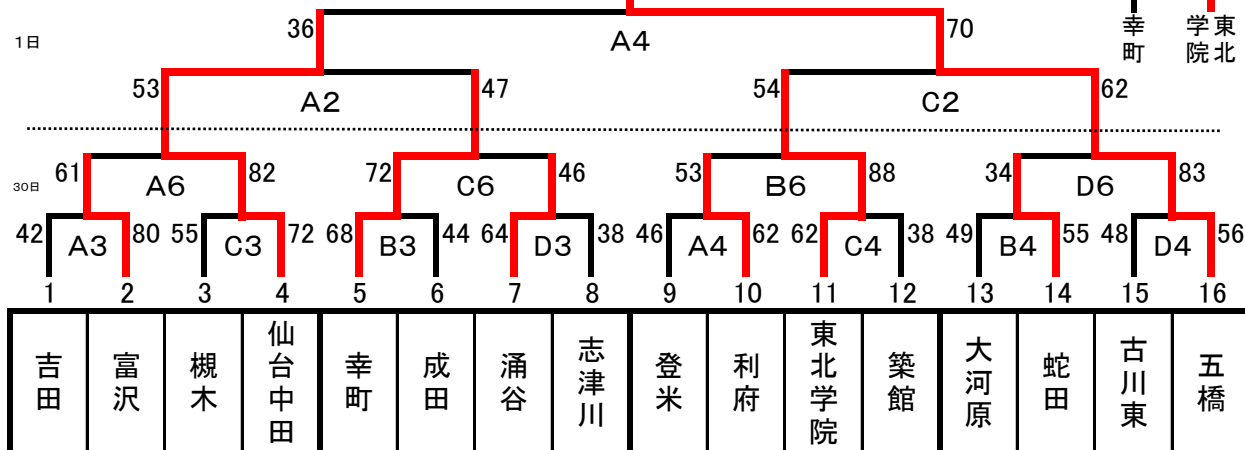 幸町
東北学院
1日
36
A4
70
53
A2
47
54
C2
62
30日
61
A6
82
72
C6
46
53
B6
88
34
D6
83
42
A3
80
55
C3
72
68
B3
44
64
D3
38
46
A4
62
62
C4
38
49
B4
55
48
D4
56
1
2
3
4
5
6
7
8
9
10
11
12
13
14
15
16
吉田
富沢
槻木
仙台中田
幸町
成田
涌谷
志津川
登米
利府
東北学院
築館
大河原
蛇田
古川東
五橋